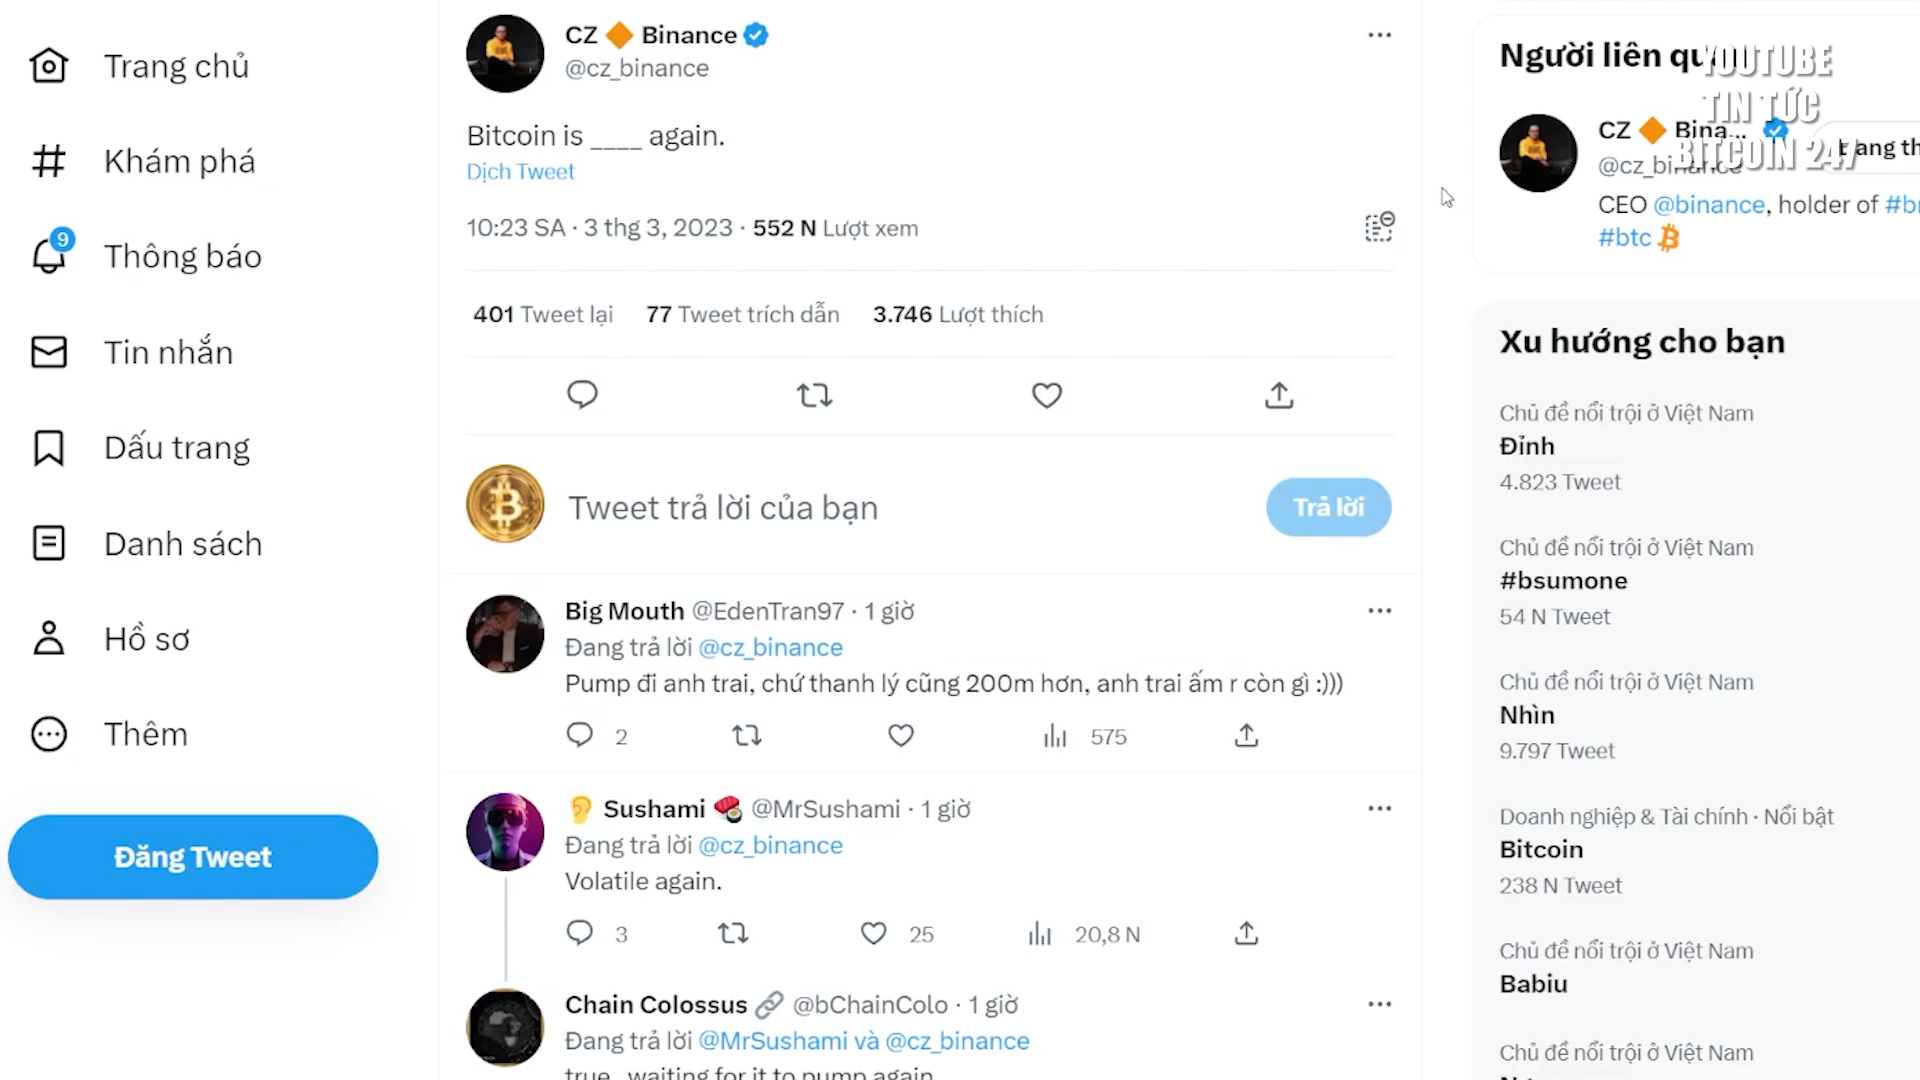 Trang chủ
Khám phá
9
Thông báo
Tin nhắn
Dấu trang
Danh sách
Hồ sơ
Thêm
Đăng Tweet
CZ 🔶 Binance
@cz_binance
Bitcoin is ____ again.
Dịch Tweet
10:23 SA · 3 thg 3, 2023 · 552 N Lượt xem
401 Tweet lại 77 Tweet trích dẫn 3.746 Lượt thích
Tweet trả lời của bạn
Trả lời
Big Mouth @EdenTran97 · 1 giờ
Đang trả lời @cz_binance
Pump đi anh trai, chứ thanh lý cũng 200m hơn, anh trai ấm r còn gì :)))
2 575
👂 Sushami 🍣 @MrSushami · 1 giờ
Đang trả lời @cz_binance
Volatile again.
3 25 20,8 N
Chain Colossus 🔗 @bChainColo · 1 giờ
Đang trả lời @MrSushami và @cz_binance
true.. waiting for it to pump again
Người liên
YOUTUBE
TIN TỨC
BITCOIN 247
CZ 🔶 Bina...
@cz_binance
CEO @binance, holder of
#btc
Xu hướng cho bạn
Chủ đề nổi trội ở Việt Nam
Đỉnh
4.823 Tweet
Chủ đề nổi trội ở Việt Nam
#bsumone
54 N Tweet
Chủ đề nổi trội ở Việt Nam
Nhìn
9.797 Tweet
Doanh nghiệp & Tài chính · Nổi bật
Bitcoin
238 N Tweet
Chủ đề nổi trội ở Việt Nam
Babiu
Chủ đề nổi trội ở Việt Nam